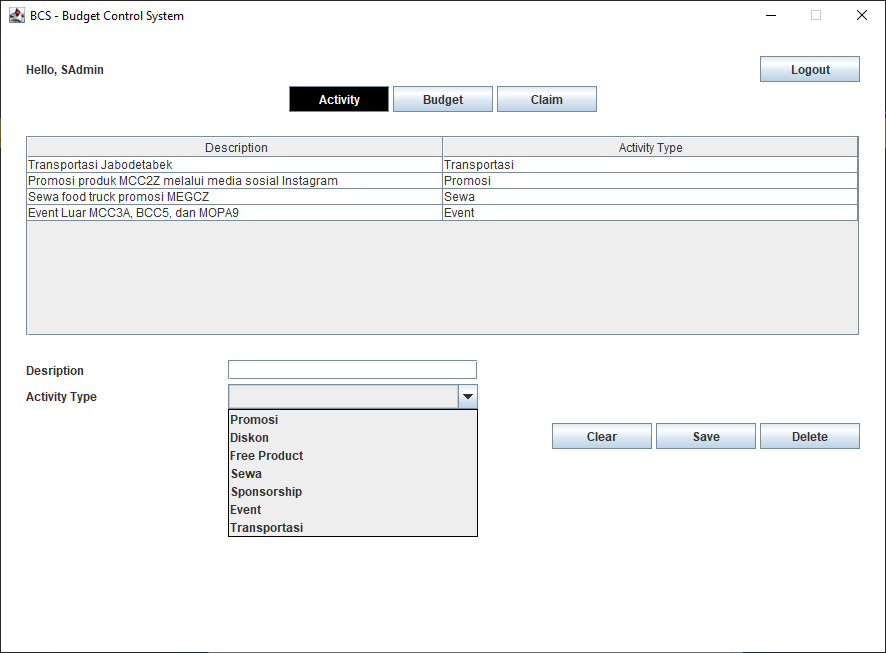 BCS - Budget Control System
Hello, SAdmin
Logout
Activity Budget Claim
Description Activity Type
Transportasi Jabodetabek Transportasi
Promosi produk MCC2Z melalui media sosial Instagram Promosi
Sewa food truck promosi MEGCZ Sewa
Event Luar MCC3A, BCC5, dan MOPA9 Event
Desription
Activity Type
Promosi
Diskon
Clear Save Delete
Free Product
Sewa
Sponsorship
Event
Transportasi